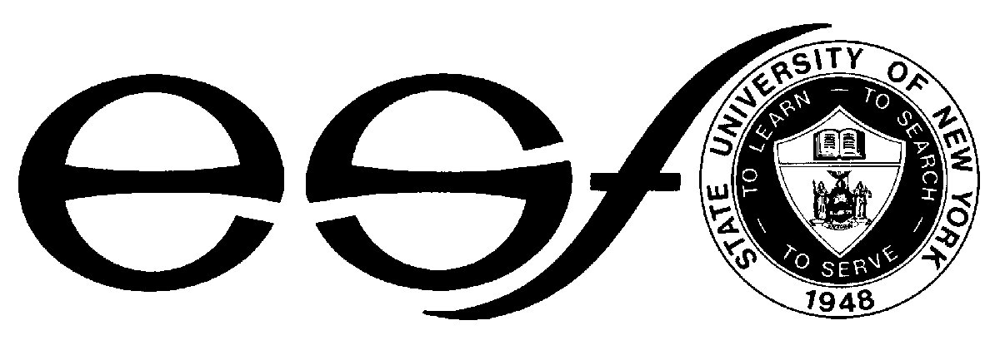 esf
STATE UNIVERSITY OF NEW YORK
TO LEARN — TO SEARCH — TO SERVE —
1948